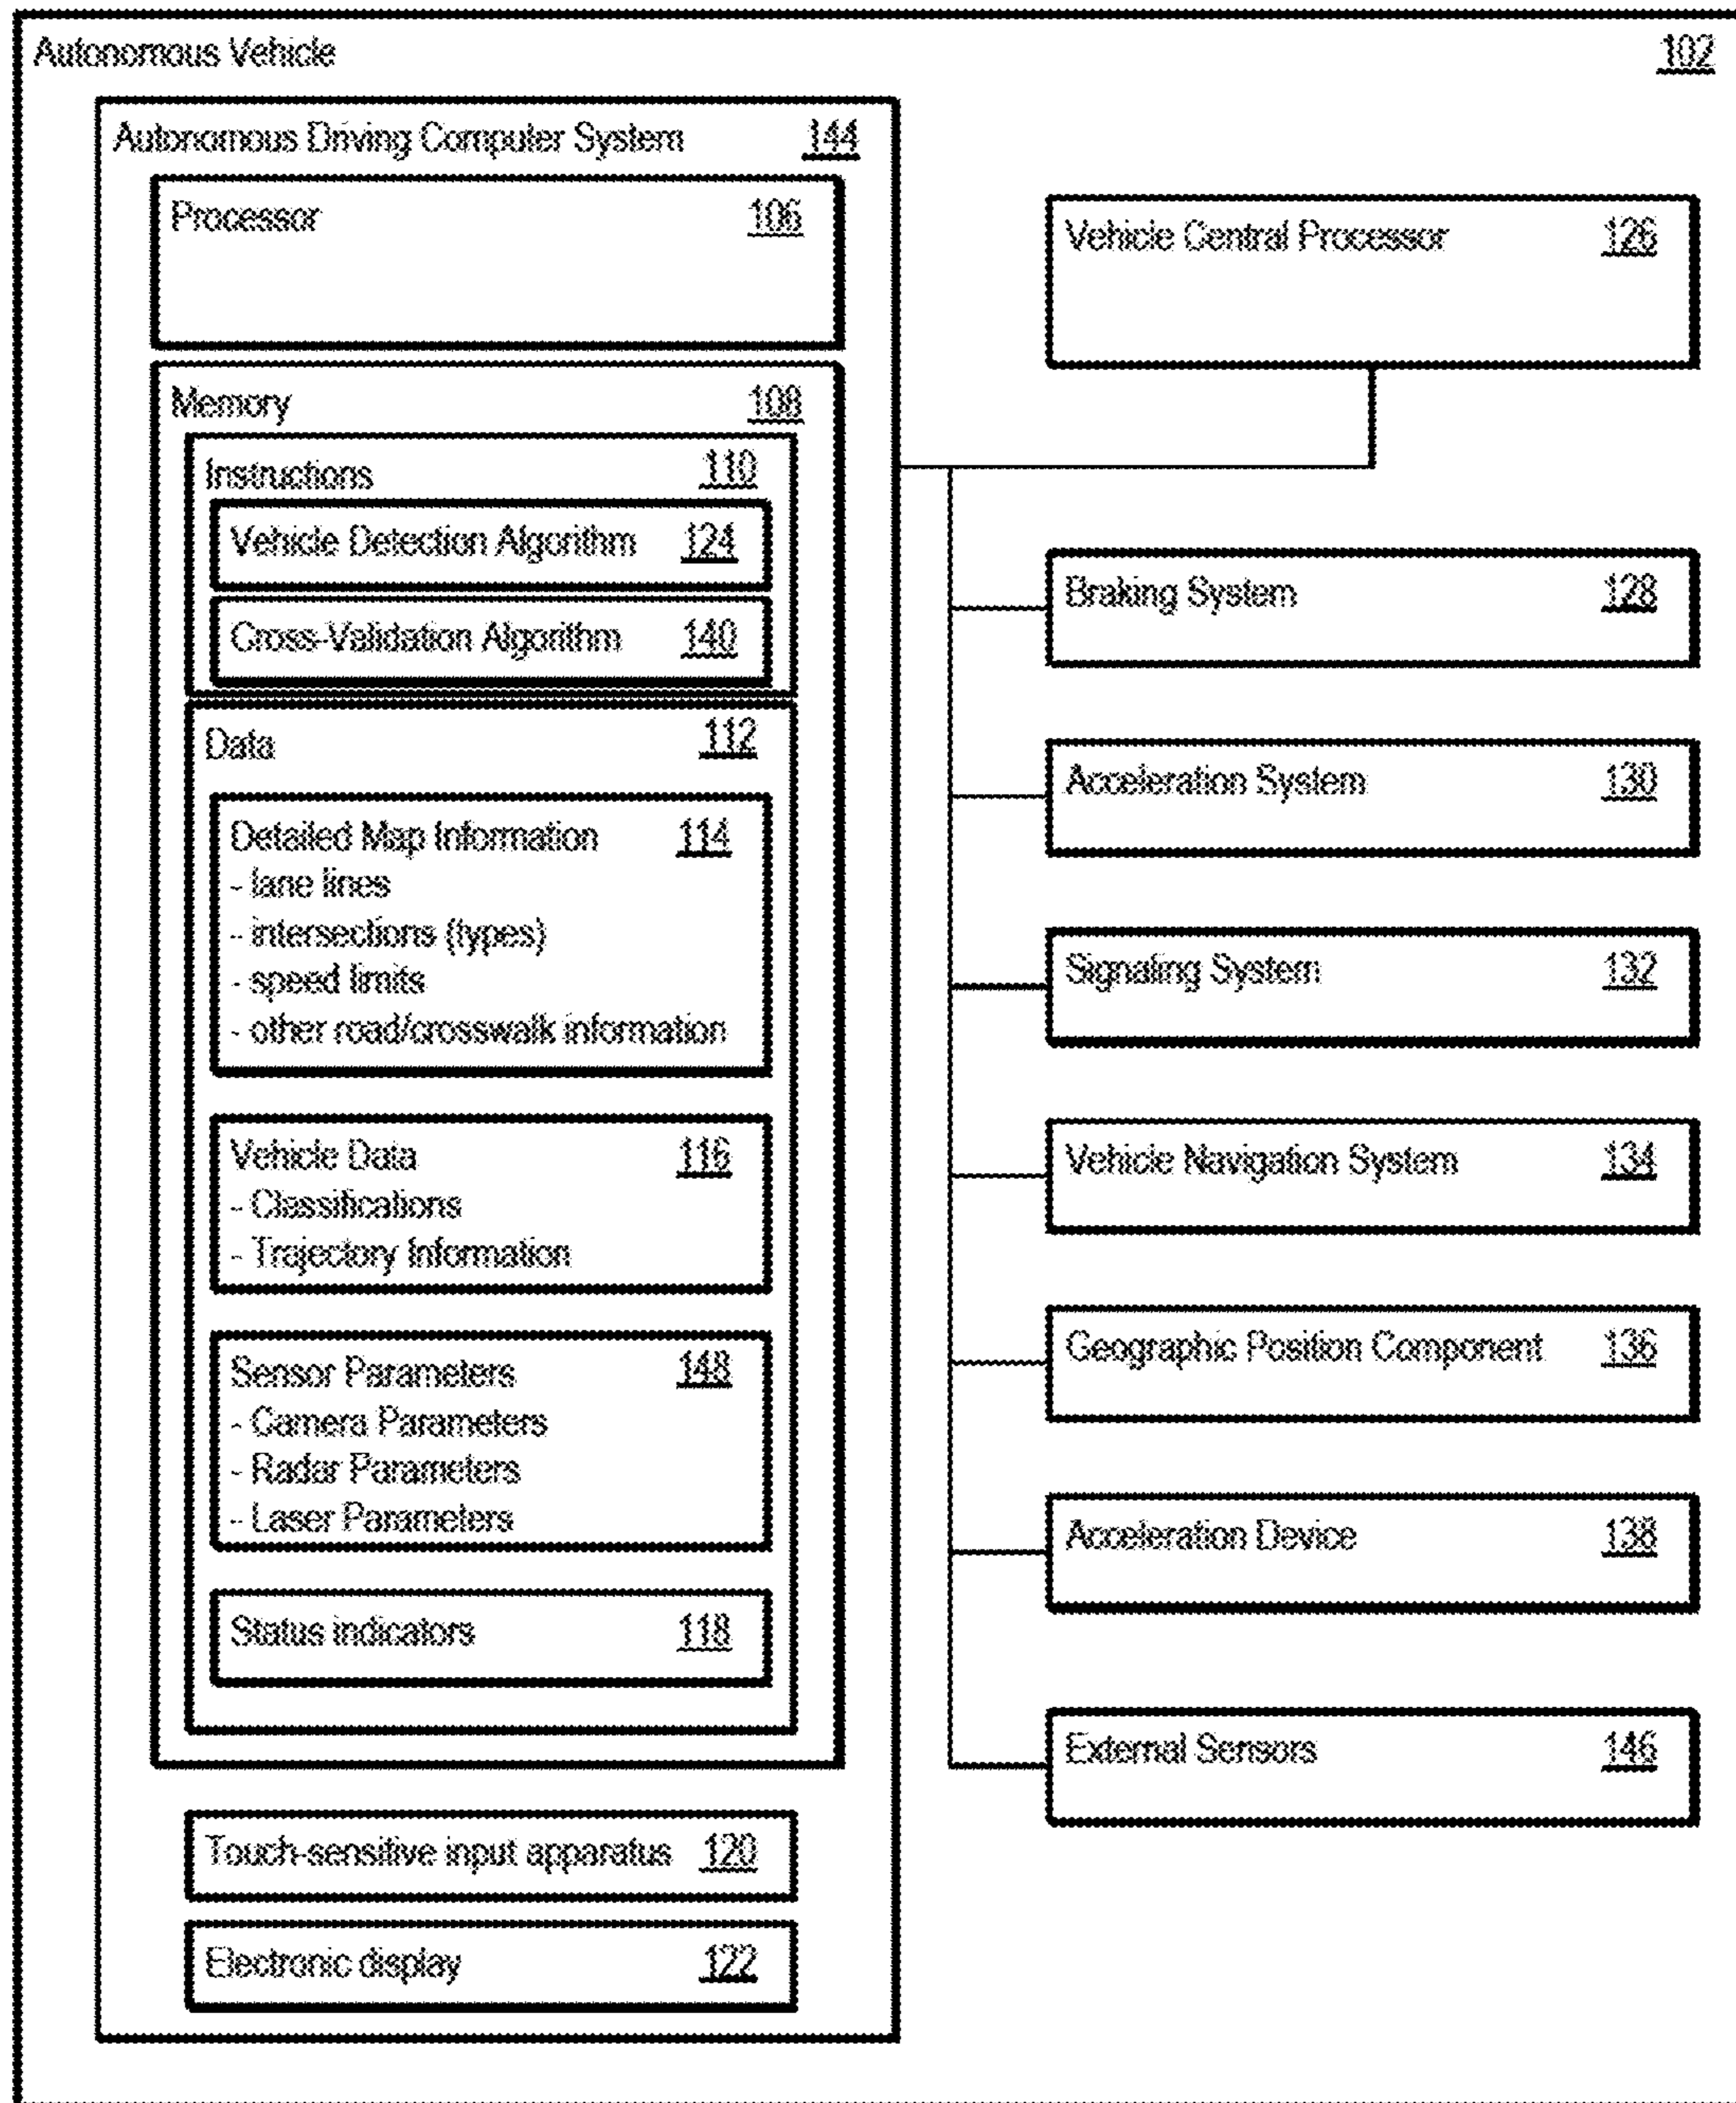 Autonomous Vehicle 102
Autonomous Driving Computer System 144
Processor 106
Memory 108
Instructions 110
Vehicle Detection Algorithm 124
Cross-Validation Algorithm 140
Data 112
Detailed Map Information 114
- lane lines
- intersections (types)
- speed limits
- other road/crosswalk information
Vehicle Data 116
- Classifications
- Trajectory Information
Sensor Parameters 148
- Camera Parameters
- Radar Parameters
- Laser Parameters
Status indicators 118
Touch-sensitive input apparatus 120
Electronic display 122
Vehicle Central Processor 126
Braking System 128
Acceleration System 130
Signaling System 132
Vehicle Navigation System 134
Geographic Position Component 136
Acceleration Device 138
External Sensors 146